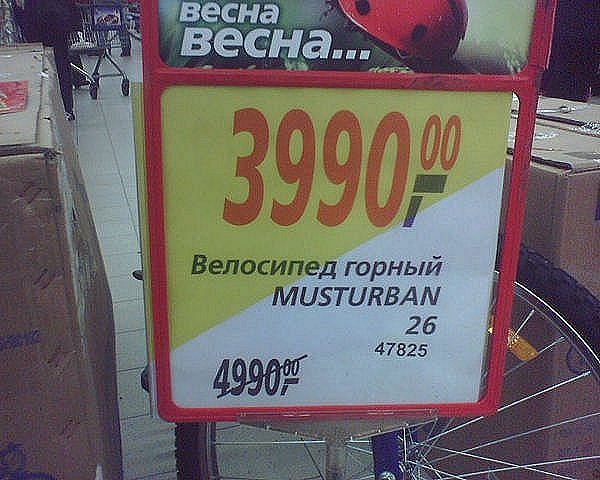 весна
весна...
3990,00
Велосипед горный
MUSTURBAN
26
47825
4990,00